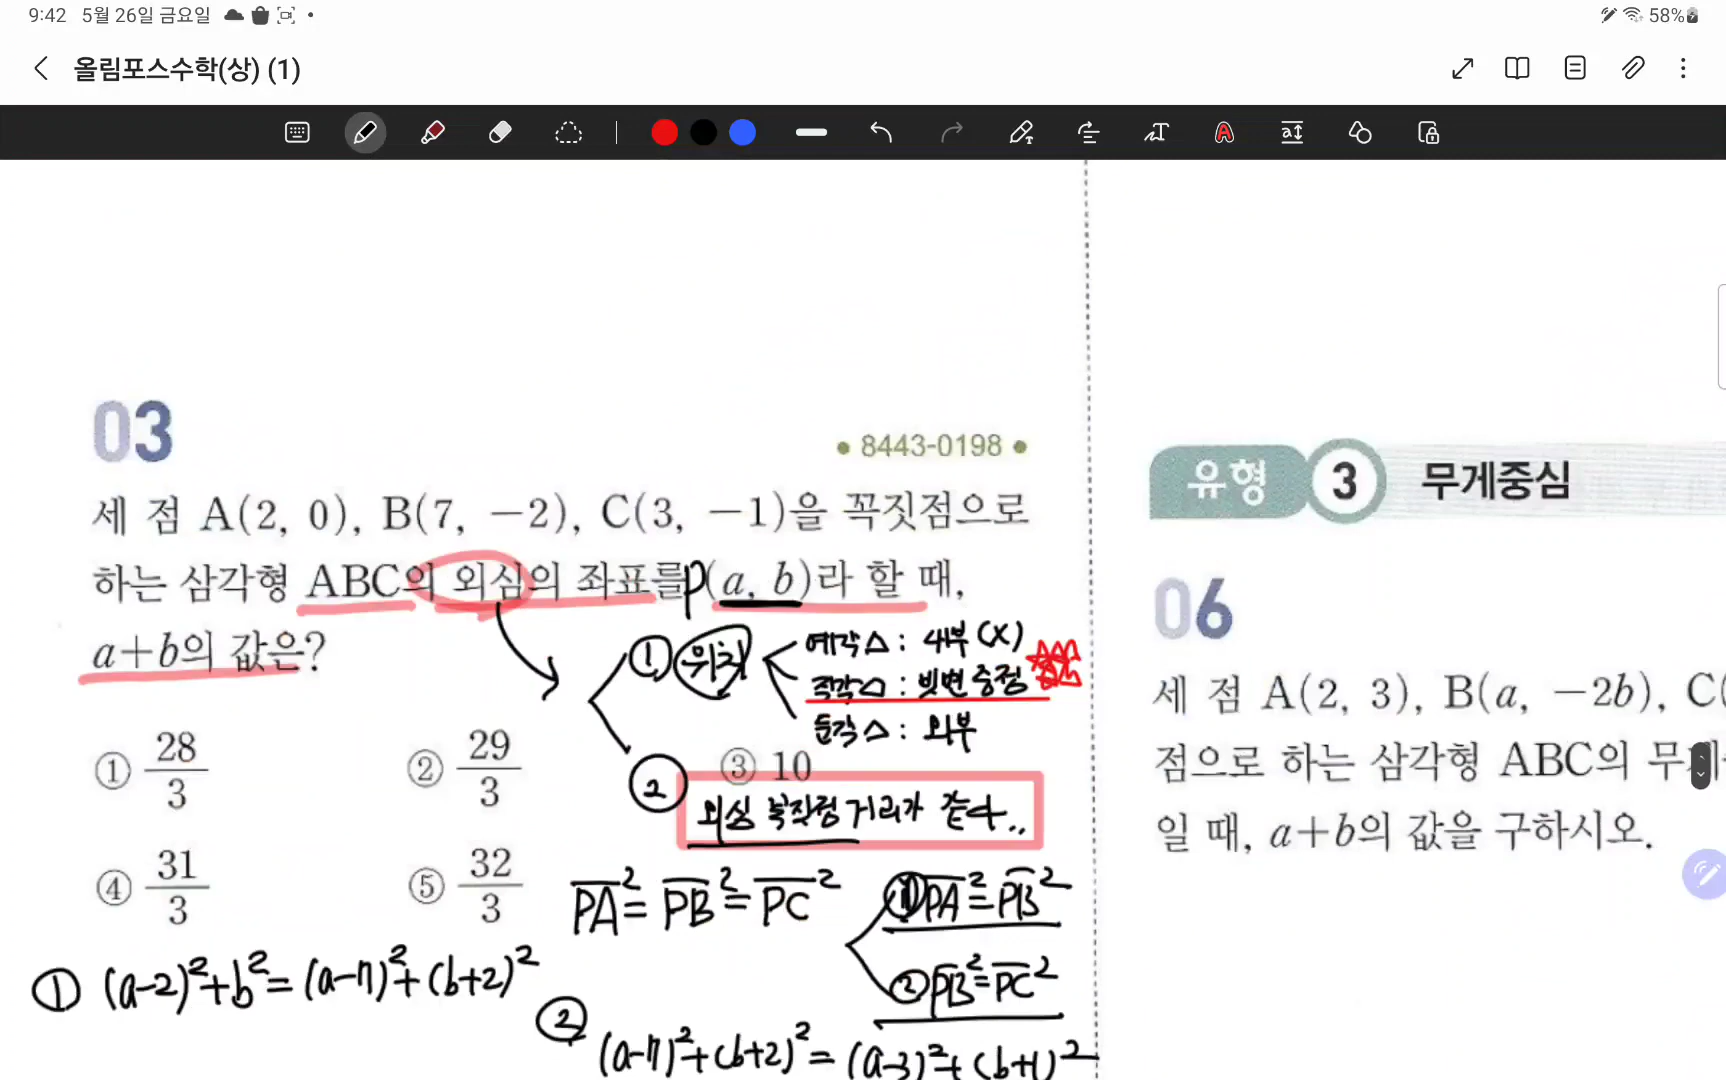 9:42 5월 26일 금요일
58%
올림포스수학(상) (1)
03
8443-0198
세 점 A(2, 0), B(7, −2), C(3, −1)을 꼭짓점으로
하는 삼각형 ABC의 외심의 좌표를 P(a, b)라 할 때,
a+b의 값은?
① 위치
예각△ : 내부(X)
직각△ : 빗변 중점
둔각△ : 외부
① 28/3
② 29/3
③ 10
② 외심 꼭짓점 거리가 같다..
④ 31/3
⑤ 32/3
PA²=PB²=PC²
① PA²=PB²
② PB²=PC²
① (a-2)²+b²=(a-7)²+(b+2)²
② (a-7)²+(b+2)²=(a-3)²+(b+1)²
유형 3 무게중심
06
세 점 A(2, 3), B(a, −2b), C(
점으로 하는 삼각형 ABC의 무게
일 때, a+b의 값을 구하시오.